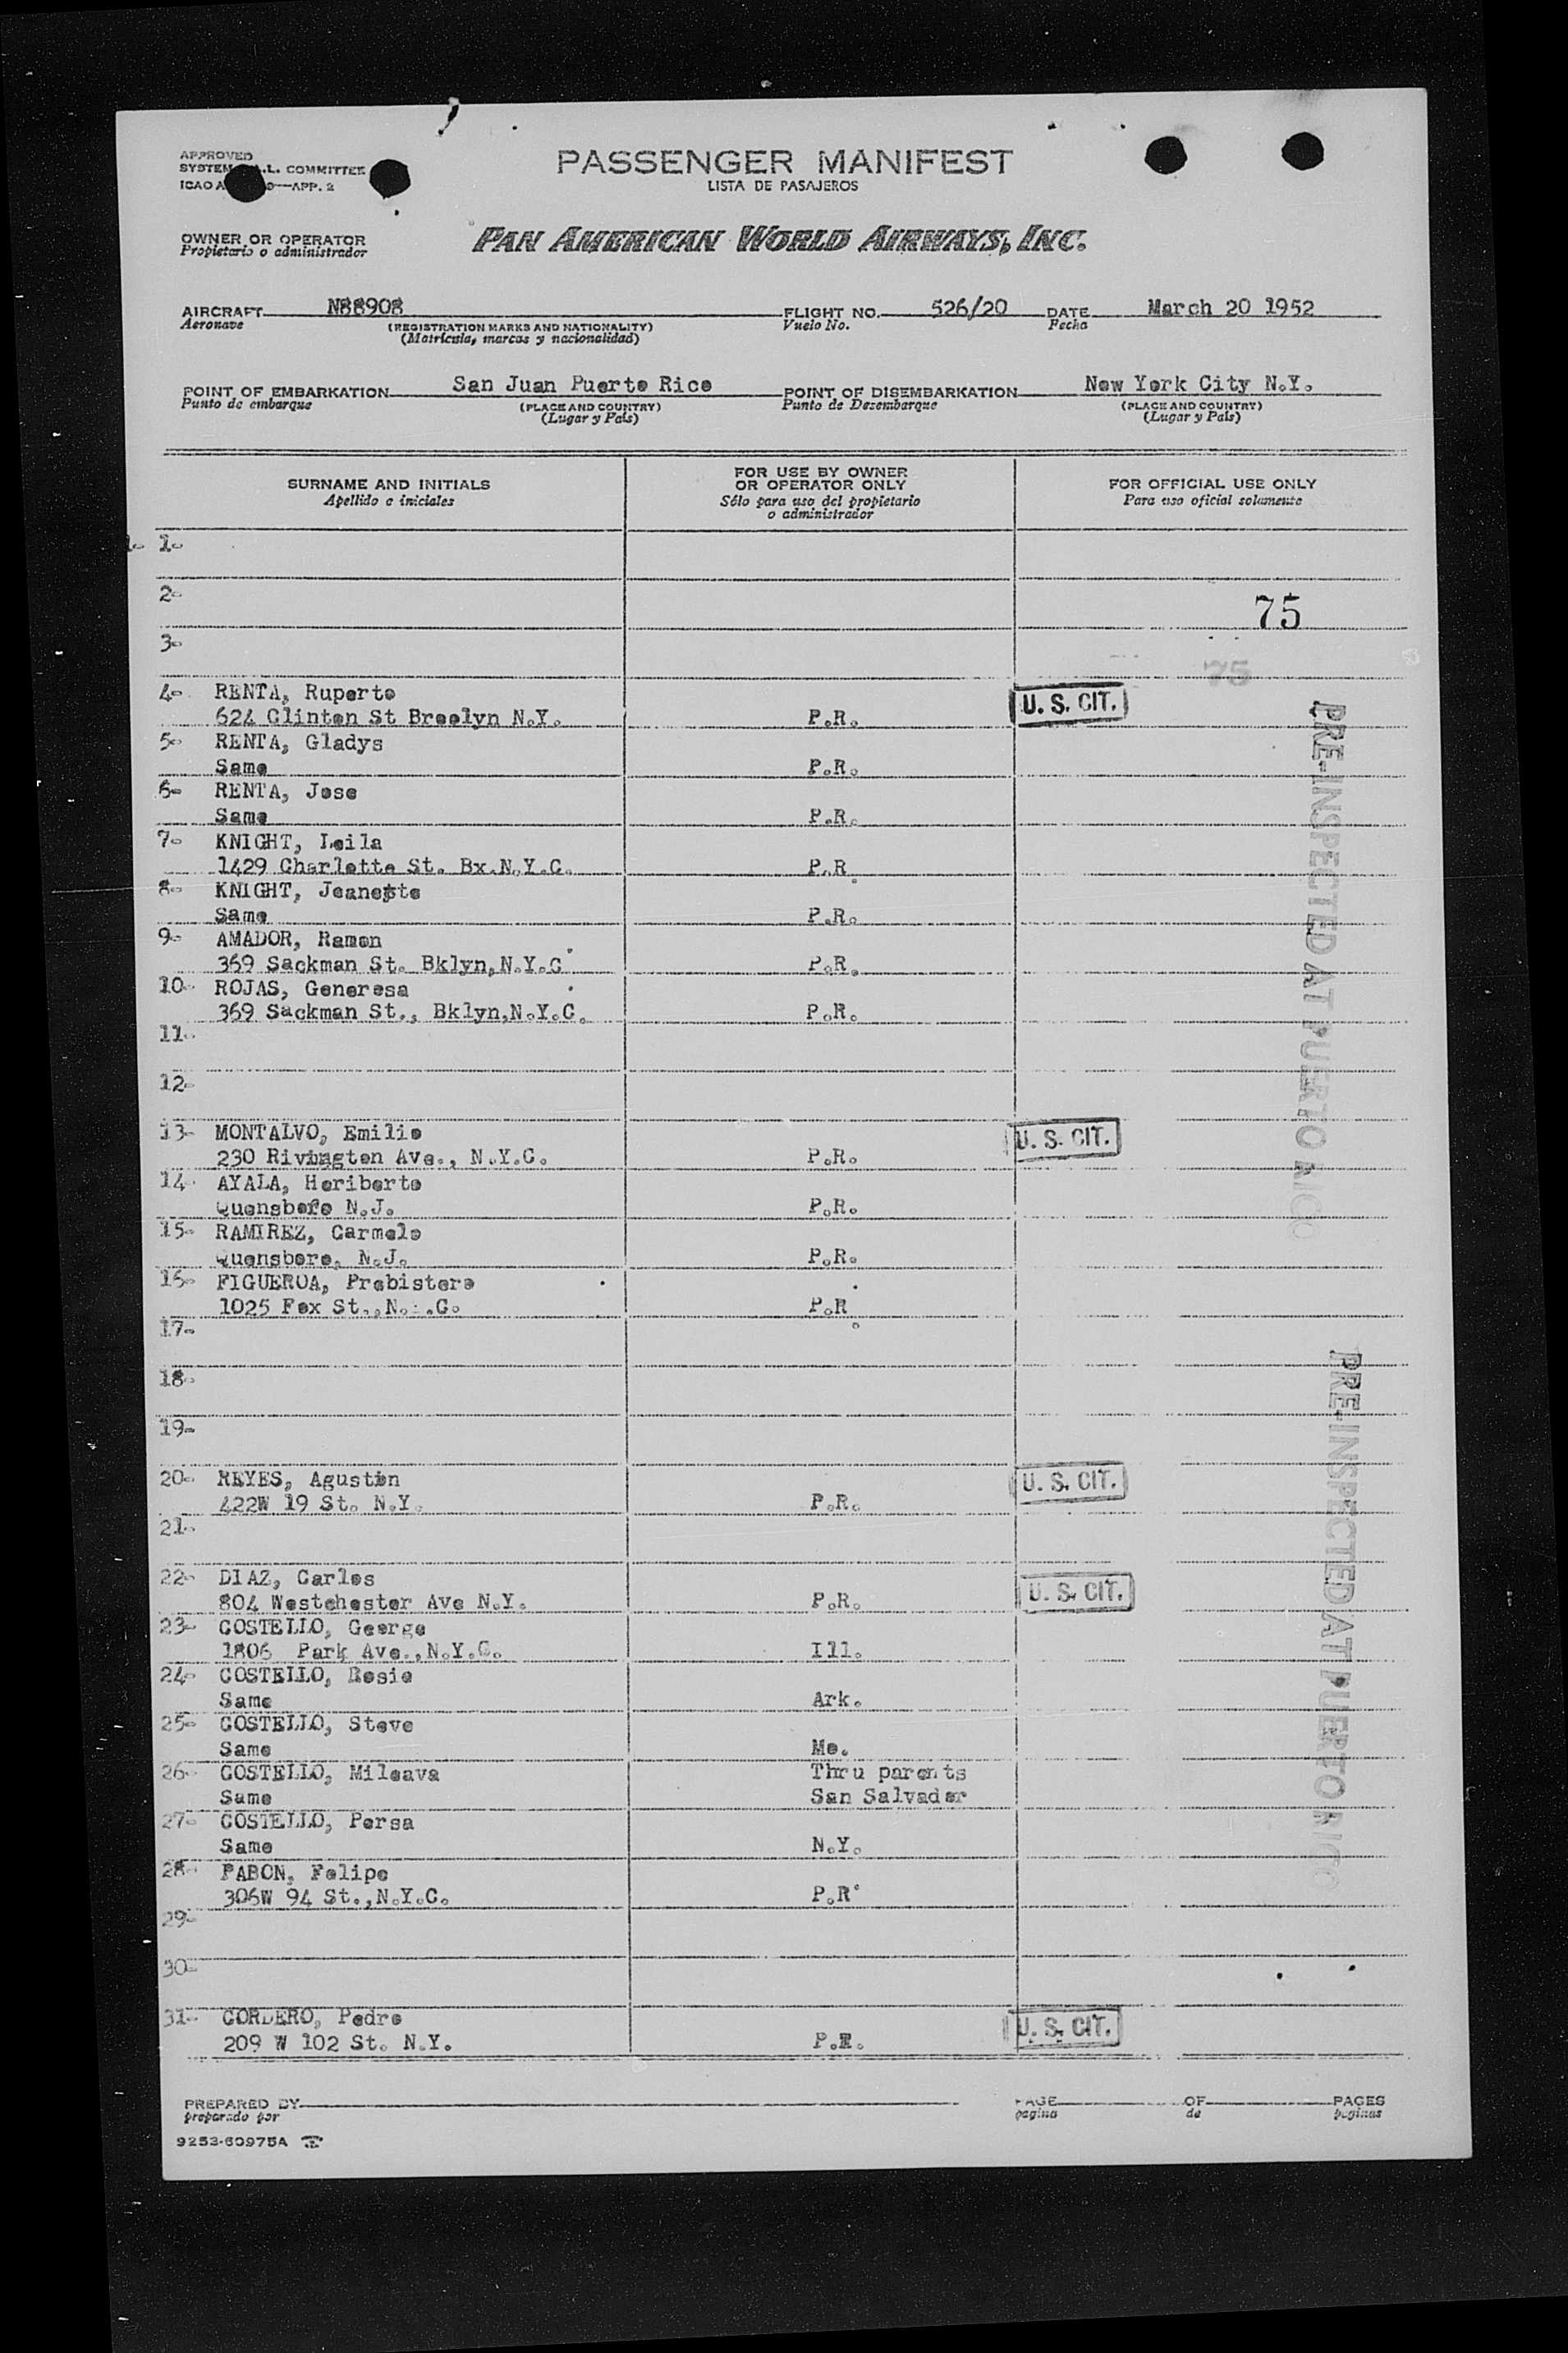 APPROVED
SYSTEM L. COMMITTEE
ICAO —APP. 2
PASSENGER MANIFEST
LISTA DE PASAJEROS
OWNER OR OPERATOR
Propietario o administrador
PAN AMERICAN WORLD AIRWAYS, INC.
AIRCRAFT N88908 FLIGHT NO. 526/20 DATE March 20 1952
Aeronave (REGISTRATION MARKS AND NATIONALITY) Vuelo No. Fecha
(Matrícula, marcas y nacionalidad)
POINT OF EMBARKATION San Juan Puerto Rico POINT OF DISEMBARKATION New York City N.Y.
Punto de embarque (PLACE AND COUNTRY) Punto de Desembarque (PLACE AND COUNTRY)
(Lugar y País) (Lugar y País)
SURNAME AND INITIALS
Apellido e iniciales
FOR USE BY OWNER
OR OPERATOR ONLY
Sólo para uso del propietario
o administrador
FOR OFFICIAL USE ONLY
Para uso oficial solamente
1-
2-
75
3-
75
4- RENTA, Ruperto U. S. CIT.
624 Clinton St Broolyn N.Y. P.R.
5- RENTA, Gladys
Same P.R.
6- RENTA, Jose
Same P.R.
7- KNIGHT, Leila
1429 Charlotte St. Bx.N.Y.C. P.R.
8- KNIGHT, Jeanette
Same P.R.
9- AMADOR, Ramon
369 Sackman St. Bklyn,N.Y.C. P.R.
10- ROJAS, Generosa
369 Sackman St., Bklyn,N.Y.C. P.R.
11-
12-
13- MONTALVO, Emilio U. S. CIT.
230 Rivington Ave., N.Y.C. P.R.
14- AYALA, Heriberto
Quensboro N.J. P.R.
15- RAMIREZ, Carmelo
Quensboro, N.J. P.R.
16- FIGUEROA, Prebistero
1025 Fox St., P.R.
17-
18-
19-
20- REYES, Agustin U. S. CIT.
422W 19 St. N.Y. P.R.
21-
22- DIAZ, Carlos U. S. CIT.
804 Westchester Ave N.Y. P.R.
23- COSTELLO, George
1806 Park Ave.,N.Y.C. Ill.
24- COSTELLO, Rosie
Same Ark.
25- COSTELLO, Steve
Same Mo.
26- COSTELLO, Mileava Thru parents
Same San Salvador
27- COSTELLO, Persa
Same N.Y.
28- PABON, Felipe
306W 94 St.,N.Y.C. P.R.
29-
30-
31- CORDERO, Pedro U. S. CIT.
209 W 102 St. N.Y. P.R.
PRE-INSPECTED AT PUERTO RICO
PRE-INSPECTED AT PUERTO RICO
PREPARED BY PAGE OF PAGES
preparado por pagina de paginas
9253-60975A